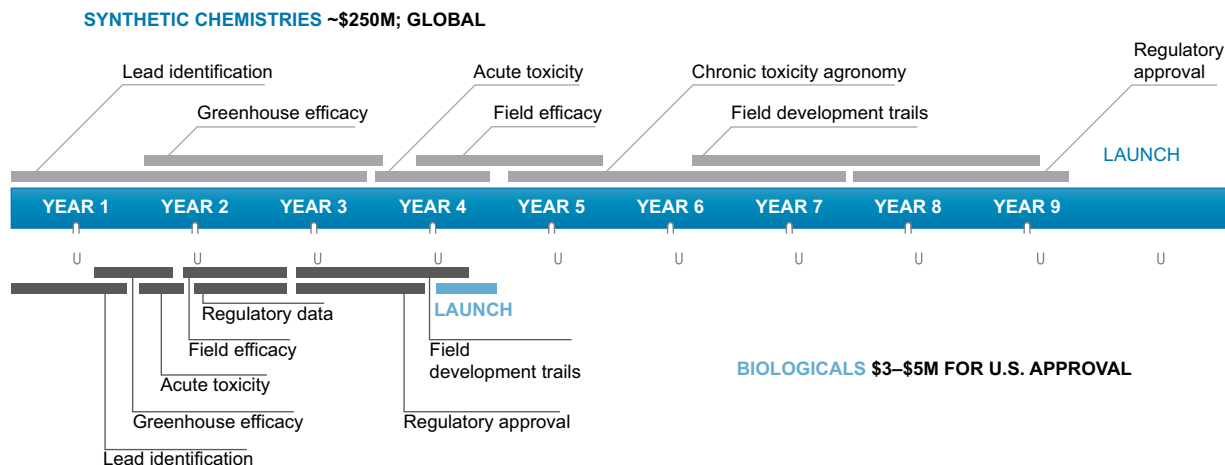 SYNTHETIC CHEMISTRIES ~$250M; GLOBAL
Regulatory
approval
Lead identification
Acute toxicity
Chronic toxicity agronomy
Greenhouse efficacy
Field efficacy
Field development trails
LAUNCH
YEAR 1
YEAR 2
YEAR 3
YEAR 4
YEAR 5
YEAR 6
YEAR 7
YEAR 8
YEAR 9
U U U U U U U U U U
Regulatory data
LAUNCH
Field efficacy
Field
development trails
BIOLOGICALS $3–$5M FOR U.S. APPROVAL
Acute toxicity
Greenhouse efficacy
Regulatory approval
Lead identification